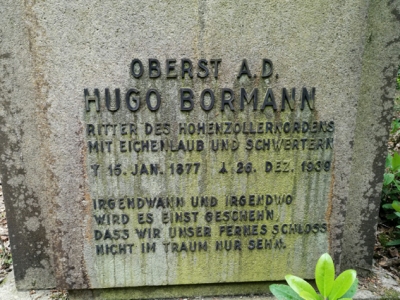 OBERST A.D.
HUGO BORMANN
RITTER DES HOHENZOLLERNORDENS
MIT EICHENLAUB UND SCHWERTERN
15. JAN. 1877 26. DEZ. 1939
IRGENDWANN UND IRGENDWO
WIRD ES EINST GESCHEHN,
DASS WIR UNSER FERNES SCHLOSS
NICHT IM TRAUM NUR SEHN.